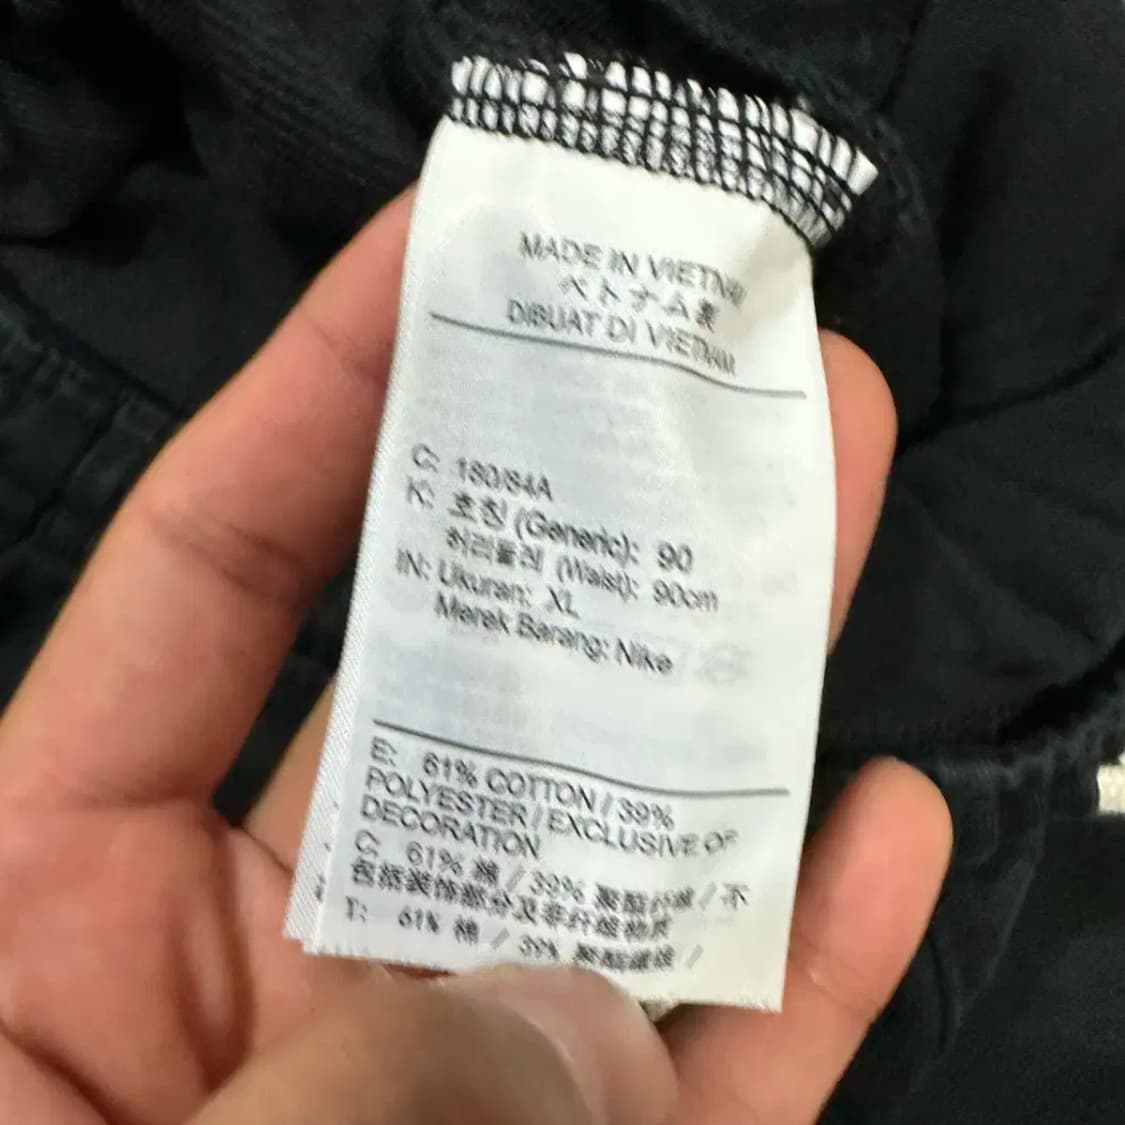 MADE IN VIETNAM
ベトナム製
DIBUAT DI VIETNAM
C: 180/84A
K: 호칭 (Generic): 90
허리둘레 (Waist): 90cm
IN: Ukuran: XL
Merek Barang: Nike
E: 61% COTTON / 39%
POLYESTER / EXCLUSIVE OF
DECORATION
C: 61% 棉 / 39% 聚酯纤维 / 不
包括装饰部分及非纤维物质
T: 61% 棉 / 39% 聚酯纖維 /